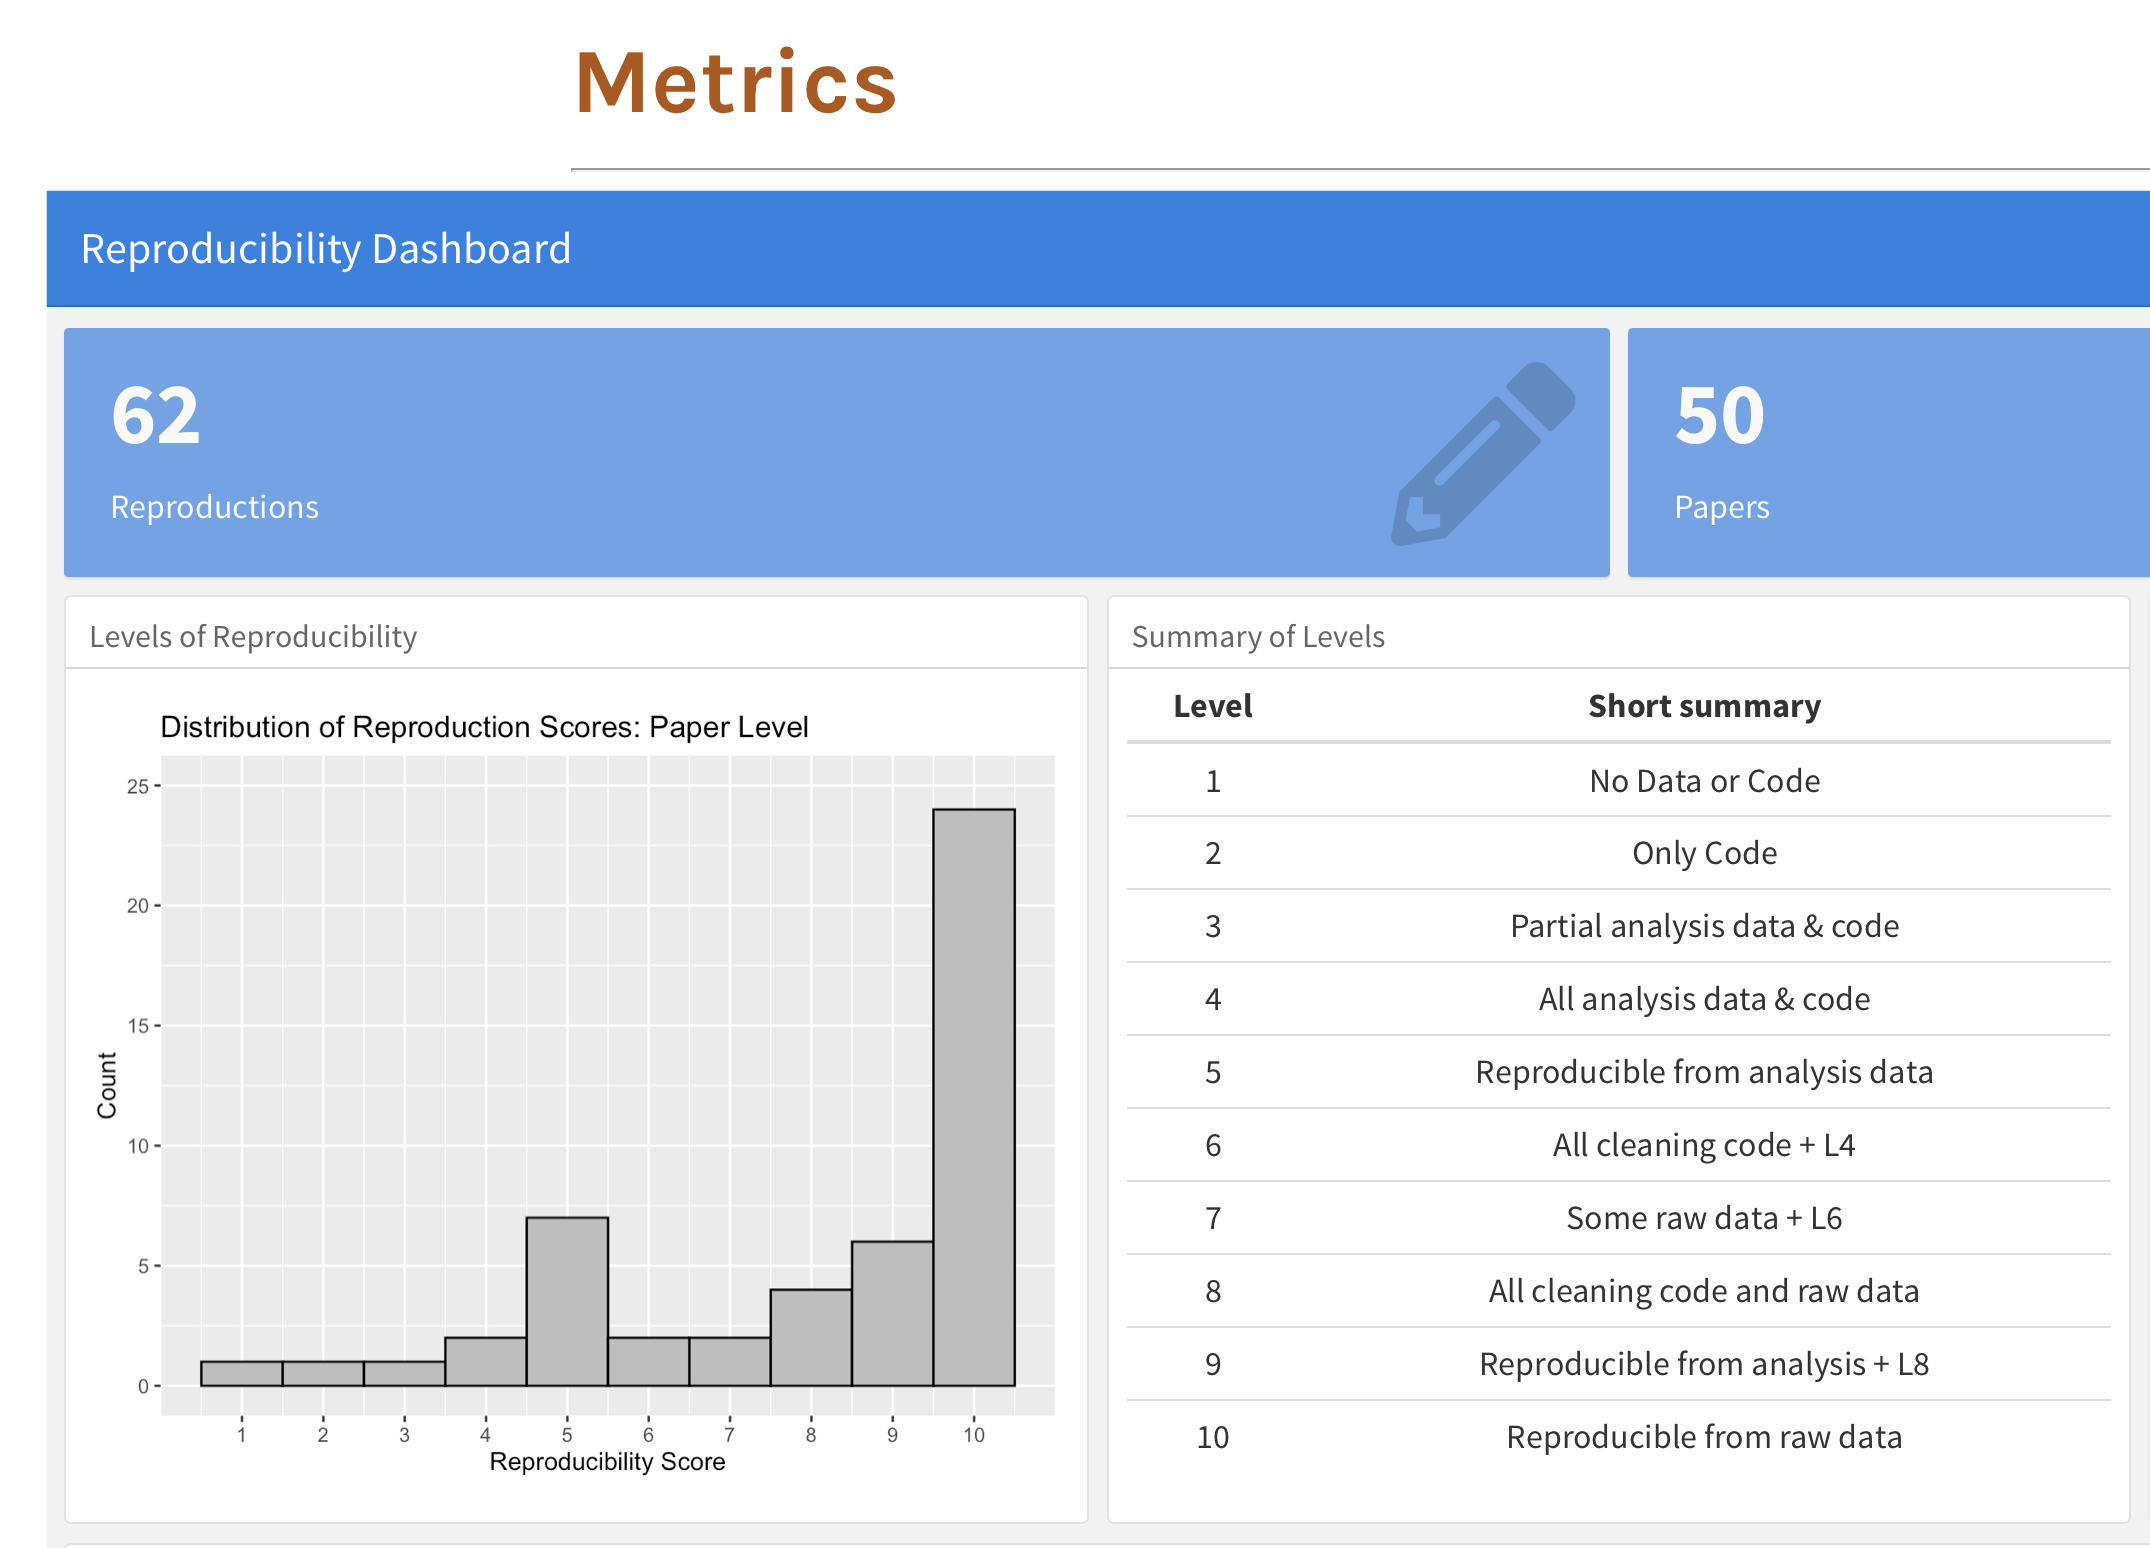 Metrics
Reproducibility Dashboard
62
Reproductions
50
Papers
Levels of Reproducibility
Distribution of Reproduction Scores: Paper Level
25
20
15
10
5
0
Count
1 2 3 4 5 6 7 8 9 10
Reproducibility Score
Summary of Levels
Level Short summary
1 No Data or Code
2 Only Code
3 Partial analysis data & code
4 All analysis data & code
5 Reproducible from analysis data
6 All cleaning code + L4
7 Some raw data + L6
8 All cleaning code and raw data
9 Reproducible from analysis + L8
10 Reproducible from raw data